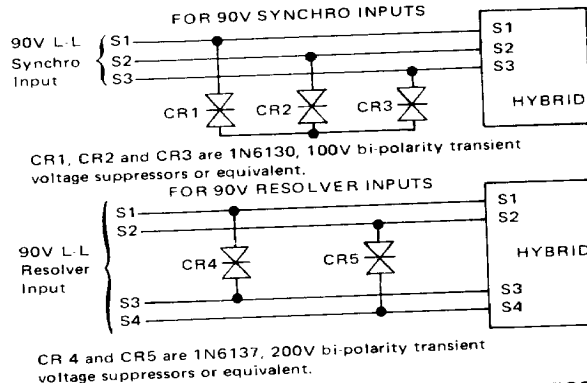 FOR 90V SYNCHRO INPUTS
90V L-L
Synchro
Input
S1
S2
S3
S1
S2
S3
CR1
CR2
CR3
HYBRID
CR1, CR2 and CR3 are 1N6130, 100V bi-polarity transient
voltage suppressors or equivalent.
FOR 90V RESOLVER INPUTS
90V L-L
Resolver
Input
S1
S2
S3
S4
S1
S2
S3
S4
CR4
CR5
HYBRID
CR 4 and CR5 are 1N6137, 200V bi-polarity transient
voltage suppressors or equivalent.